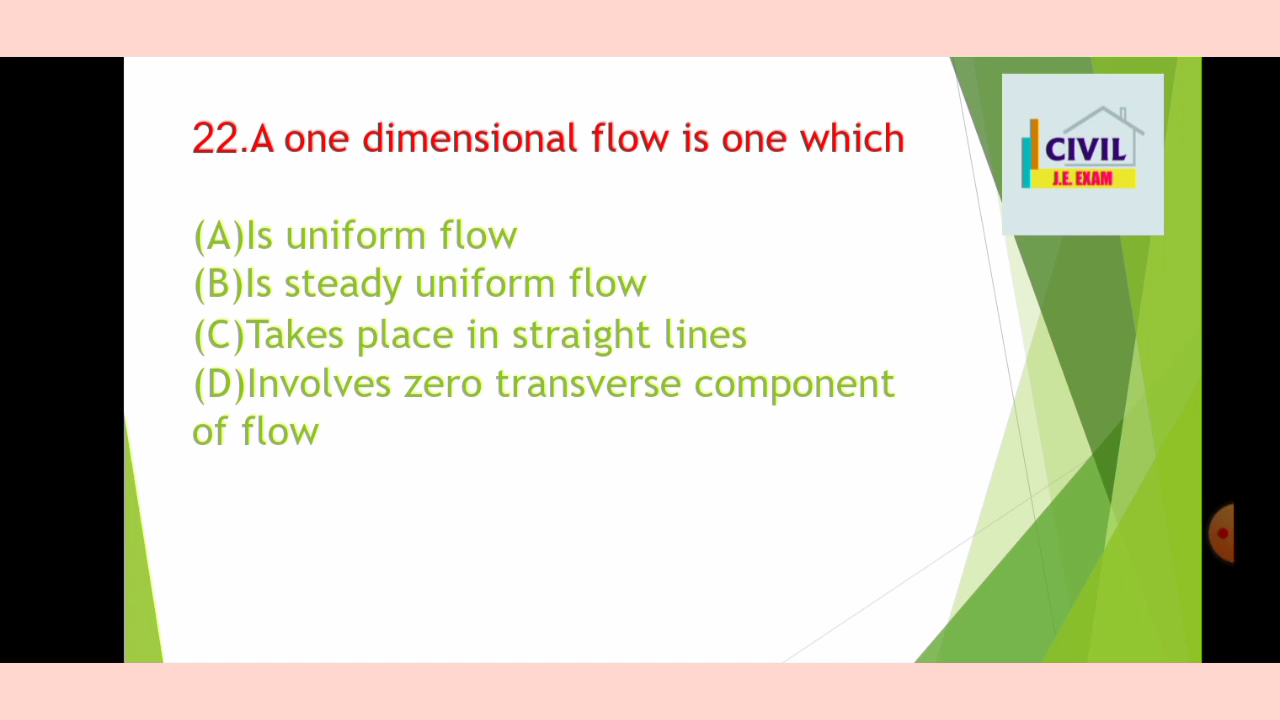 22.A one dimensional flow is one which
(A)Is uniform flow
(B)Is steady uniform flow
(C)Takes place in straight lines
(D)Involves zero transverse component
of flow
CIVIL
J.E. EXAM